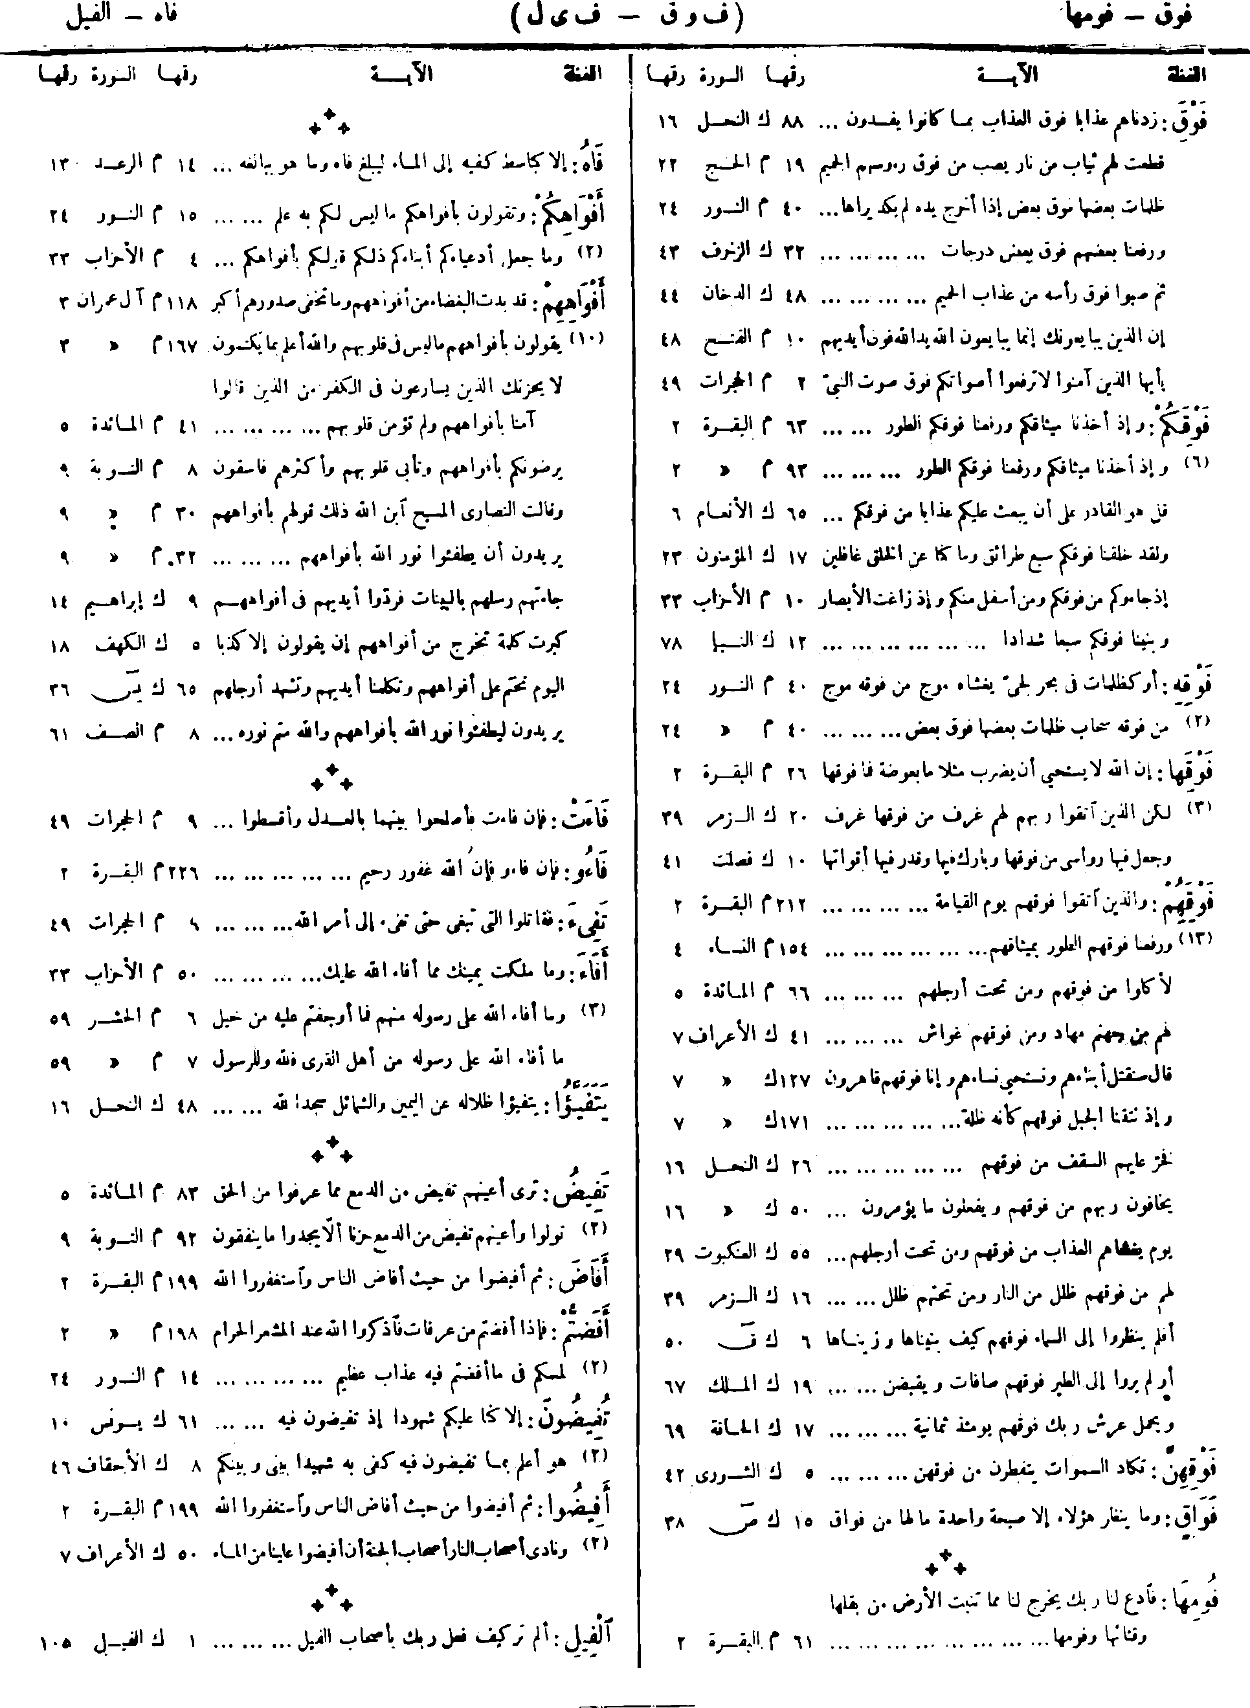 فوق - فومها
(ف و ق - ف ى ل)
فاه - الفيل
اللفظة الآيــة رقمها السورة رقمها
فَوْقَ: زدناهم عذابا فوق العذاب بما كانوا يفسدون ... ٨٨ ك النحل ١٦
قطعت لهم ثياب من نار يصب من فوق رءوسهم الحميم ١٩ م الحج ٢٢
ظلمات بعضها فوق بعض إذا أخرج يده لم يكد يراها... ٤٠ م النور ٢٤
ورفعنا بعضهم فوق بعض درجات ... ... ... ... ٣٢ ك الزخرف ٤٣
ثم صبوا فوق رأسه من عذاب الحميم ... ... ... ... ٤٨ ك الدخان ٤٤
إن الذين يبايعونك إنما يبايعون الله يد الله فوق أيديهم ١٠ م الفتح ٤٨
يأيها الذين آمنوا لا ترفعوا أصواتكم فوق صوت النبىّ ٢ م الحجرات ٤٩
فَوْقَكُمْ: وإذ أخذنا ميثاقكم ورفعنا فوقكم الطور ... ... ٦٣ م البقرة ٢
(٦) وإذ أخذنا ميثاقكم ورفعنا فوقكم الطور ... ... ... ٩٣ م » ٢
قل هو القادر على أن يبعث عليكم عذابا من فوقكم ... ٦٥ ك الأنعام ٦
ولقد خلقنا فوقكم سبع طرائق وما كنا عن الخلق غافلين ١٧ ك المؤمنون ٢٣
إذ جاءوكم من فوقكم ومن أسفل منكم وإذ زاغت الأبصار ١٠ م الأحزاب ٣٣
وبنينا فوقكم سبعا شدادا ... ... ... ... ... ... ١٢ ك النبإ ٧٨
فَوْقِهِ: أو كظلمات فى بحر لجىّ يغشاه موج من فوقه موج ٤٠ م النور ٢٤
(٢) من فوقه سحاب ظلمات بعضها فوق بعض... ... ... ٤٠ م » ٢٤
فَوْقَها: إن الله لا يستحي أن يضرب مثلا ما بعوضة فما فوقها ٢٦ م البقرة ٢
(٣) لكن الذين آتقوا ربهم لهم غرف من فوقها غرف ٢٠ ك الزمر ٣٩
وجعل فيها رواسى من فوقها وبارك فيها وقدر فيها أقواتها ١٠ ك فصلت ٤١
فَوْقَهُمْ: والذين آتقوا فوقهم يوم القيامة ... ... ... ... ٢١٢ م البقرة ٢
(١٣) ورفعنا فوقهم الطور بميثاقهم... ... ... ... ... ... ١٥٤ م النساء ٤
لأكلوا من فوقهم ومن تحت أرجلهم ... ... ... ٦٦ م المائدة ٥
لهم من جهنم مهاد ومن فوقهم غواش ... ... ... ٤١ ك الأعراف ٧
قال سنقتل أبناءهم ونستحيي نساءهم وإنا فوقهم قاهرون ١٢٧ ك » ٧
وإذ نتقنا الجبل فوقهم كأنه ظلة... ... ... ... ... ١٧١ ك » ٧
فخرّ عليهم السقف من فوقهم ... ... ... ... ... ٢٦ ك النحل ١٦
يخافون ربهم من فوقهم ويفعلون ما يؤمرون ... ... ٥٠ ك » ١٦
يوم يغشاهم العذاب من فوقهم ومن تحت أرجلهم... ٥٥ ك العنكبوت ٢٩
لهم من فوقهم ظلل من النار ومن تحتهم ظلل ... ... ١٦ ك الزمر ٣٩
أفلم ينظروا إلى السماء فوقهم كيف بنيناها وزيناها ٦ ك قٓ ٥٠
أو لم يروا إلى الطير فوقهم صافات ويقبضن ... ... ١٩ ك الملك ٦٧
ويحمل عرش ربك فوقهم يومئذ ثمانية ... ... ... ١٧ ك الحاقة ٦٩
فَوْقِهِنَّ: تكاد السموات يتفطرن من فوقهن ... ... ... ٥ ك الشورى ٤٢
فَوَاقٍ: وما ينظر هؤلاء إلا صيحة واحدة ما لها من فواق ١٥ ك صٓ ٣٨
فُومِهَا: فآدع لنا ربك يخرج لنا مما تنبت الأرض من بقلها
وقثائها وفومها... ... ... ... ... ... ... ... ٦١ م البقرة ٢
اللفظة الآيــة رقمها السورة رقمها
فَاهُ: إلا كباسط كفيه إلى الماء ليبلغ فاه وما هو ببالغه ... ١٤ م الرعد ١٣
أَفْوَاهِكُمْ: وتقولون بأفواهكم ما ليس لكم به علم ... ... ١٥ م النور ٢٤
(٢) وما جعل أدعياءكم أبناءكم ذلكم قولكم بأفواهكم ... ٤ م الأحزاب ٣٣
أَفْوَاهِهِمْ: قد بدت البغضاء من أفواههم وما تخفى صدورهم أكبر ١١٨ م آل عمران ٣
(١٠) يقولون بأفواههم ما ليس فى قلوبهم والله أعلم بما يكتمون ١٦٧ م » ٣
لا يحزنك الذين يسارعون فى الكفر من الذين قالوا
آمنا بأفواههم ولم تؤمن قلوبهم ... ... ... ... ٤١ م المائدة ٥
يرضونكم بأفواههم وتأبى قلوبهم وأكثرهم فاسقون ٨ م التوبة ٩
وقالت النصارى المسيح آبن الله ذلك قولهم بأفواههم ٣٠ م » ٩
يريدون أن يطفئوا نور الله بأفواههم ... ... ... ٣٢ م » ٩
جاءتهم رسلهم بالبينات فردّوا أيديهم فى أفواههم ٩ ك إبراهيم ١٤
كبرت كلمة تخرج من أفواههم إن يقولون إلا كذبا ٥ ك الكهف ١٨
اليوم نختم على أفواههم وتكلمنا أيديهم وتشهد أرجلهم ٦٥ ك يسٓ ٣٦
يريدون ليطفئوا نور الله بأفواههم والله متم نوره ... ٨ م الصف ٦١
فَاءَتْ: فإن فاءت فأصلحوا بينهما بالعدل وأقسطوا ... ٩ م الحجرات ٤٩
فَاءُو: فإن فاءو فإن الله غفور رحيم ... ... ... ... ... ٢٢٦ م البقرة ٢
تَفِىءَ: فقاتلوا التى تبغى حتى تفىء إلى أمر الله... ... ... ٩ م الحجرات ٤٩
أَفَاءَ: وما ملكت يمينك مما أفاء الله عليك... ... ... ... ٥٠ م الأحزاب ٣٣
(٣) وما أفاء الله على رسوله منهم فما أوجفتم عليه من خيل ٦ م الحشر ٥٩
ما أفاء الله على رسوله من أهل القرى فلله وللرسول ٧ م » ٥٩
يَتَفَيَّؤُا: يتفيؤا ظلاله عن اليمين والشمائل سجدا لله ... ... ٤٨ ك النحل ١٦
تَفِيضُ: ترى أعينهم تفيض من الدمع مما عرفوا من الحق ٨٣ م المائدة ٥
(٢) تولوا وأعينهم تفيض من الدمع حزنا ألّا يجدوا ما ينفقون ٩٢ م التوبة ٩
أَفَاضَ: ثم أفيضوا من حيث أفاض الناس وآستغفروا الله ١٩٩ م البقرة ٢
أَفَضْتُمْ: فإذا أفضتم من عرفات فآذكروا الله عند المشعر الحرام ١٩٨ م » ٢
(٢) لمسكم فى ما أفضتم فيه عذاب عظيم ... ... ... ... ١٤ م النور ٢٤
تُفِيضُونَ: إلا كنا عليكم شهودا إذ تفيضون فيه ... ... ٦١ ك يونس ١٠
(٢) هو أعلم بما تفيضون فيه كفى به شهيدا بينى وبينكم ٨ ك الأحقاف ٤٦
أَفِيضُوا: ثم أفيضوا من حيث أفاض الناس وآستغفروا الله ١٩٩ م البقرة ٢
(٢) ونادى أصحاب النار أصحاب الجنة أن أفيضوا علينا من الماء ٥٠ ك الأعراف ٧
آلْفِيلِ: ألم تر كيف فعل ربك بأصحاب الفيل ... ... ... ١ ك الفيل ١٠٥